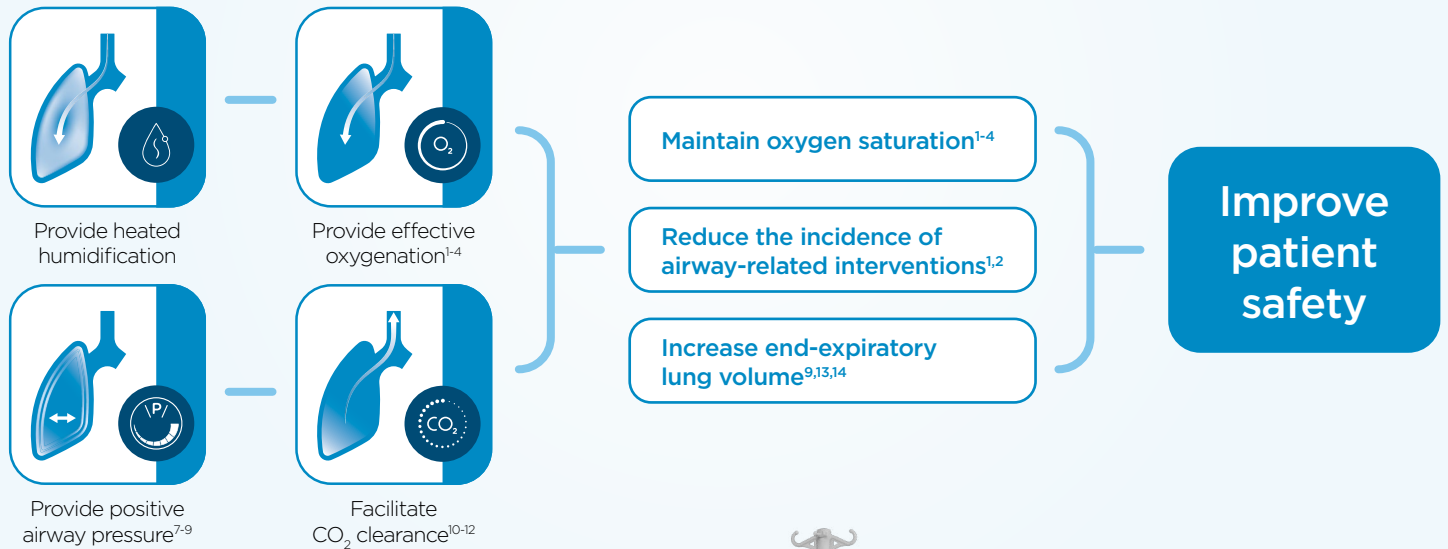 O₂
Provide heated
humidification
Provide effective
oxygenation¹⁻⁴
P
CO₂
Provide positive
airway pressure⁷⁻⁹
Facilitate
CO₂ clearance¹⁰⁻¹²
Maintain oxygen saturation¹⁻⁴
Reduce the incidence of
airway-related interventions¹,²
Increase end-expiratory
lung volume⁹,¹³,¹⁴
Improve
patient
safety